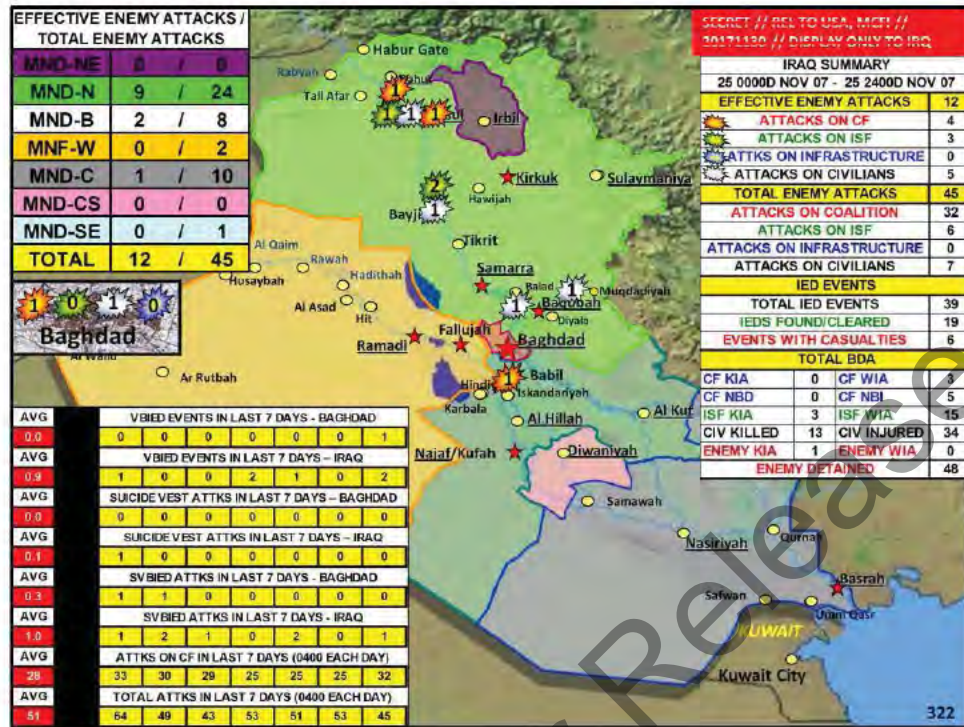 EFFECTIVE ENEMY ATTACKS /
TOTAL ENEMY ATTACKS
MND-NE 0 / 0
MND-N 9 / 24
MND-B 2 / 8
MNF-W 0 / 2
MND-C 1 / 10
MND-CS 0 / 0
MND-SE 0 / 1
TOTAL 12 / 45
1 0 1 0
Baghdad
SECRET // REL TO USA, MCFI //
20171130 // DISPLAY ONLY TO IRQ
IRAQ SUMMARY
25 0000D NOV 07 - 25 2400D NOV 07
EFFECTIVE ENEMY ATTACKS 12
ATTACKS ON CF 4
ATTACKS ON ISF 3
ATTKS ON INFRASTRUCTURE 0
ATTACKS ON CIVILIANS 5
TOTAL ENEMY ATTACKS 45
ATTACKS ON COALITION 32
ATTACKS ON ISF 6
ATTACKS ON INFRASTRUCTURE 0
ATTACKS ON CIVILIANS 7
IED EVENTS
TOTAL IED EVENTS 39
IEDS FOUND/CLEARED 19
EVENTS WITH CASUALTIES 6
TOTAL BDA
CF KIA 0 CF WIA 3
CF NBD 0 CF NBI 5
ISF KIA 3 ISF WIA 15
CIV KILLED 13 CIV INJURED 34
ENEMY KIA 1 ENEMY WIA 0
ENEMY DETAINED 48
Habur Gate
Rabyah
Tall Afar
1
1 1 1
Irbil
Kirkuk
Sulaymaniya
2
Hawijah
Bayji 1
Tikrit
Al Qaim
Husaybah
Rawah
Hadithah
Al Asad
Hit
Samarra
Balad
1
Muqdadiyah
1
Baqubah
Diyala
Ramadi
Fallujah
Baghdad
Ar Rutbah
1
Babil
Iskandariyah
Karbala
Al Hillah
Al Kut
Najaf/Kufah
Diwaniyah
Samawah
Nasiriyah
Qurnah
Basrah
Safwan
Umm Qasr
KUWAIT
Kuwait City
AVG VBIED EVENTS IN LAST 7 DAYS - BAGHDAD
0.0 0 0 0 0 0 0 1
AVG VBIED EVENTS IN LAST 7 DAYS – IRAQ
0.9 1 0 0 2 1 0 2
AVG SUICIDE VEST ATTKS IN LAST 7 DAYS – BAGHDAD
0.0 0 0 0 0 0 0 0
AVG SUICIDE VEST ATTKS IN LAST 7 DAYS – IRAQ
0.1 1 0 0 0 0 0 0
AVG SVBIED ATTKS IN LAST 7 DAYS - BAGHDAD
0.3 1 1 0 0 0 0 0
AVG SVBIED ATTKS IN LAST 7 DAYS - IRAQ
1.0 1 2 1 0 2 0 1
AVG ATTKS ON CF IN LAST 7 DAYS (0400 EACH DAY)
28 33 30 29 25 25 25 32
AVG TOTAL ATTKS IN LAST 7 DAYS (0400 EACH DAY)
51 64 49 43 53 51 53 45
Release
322